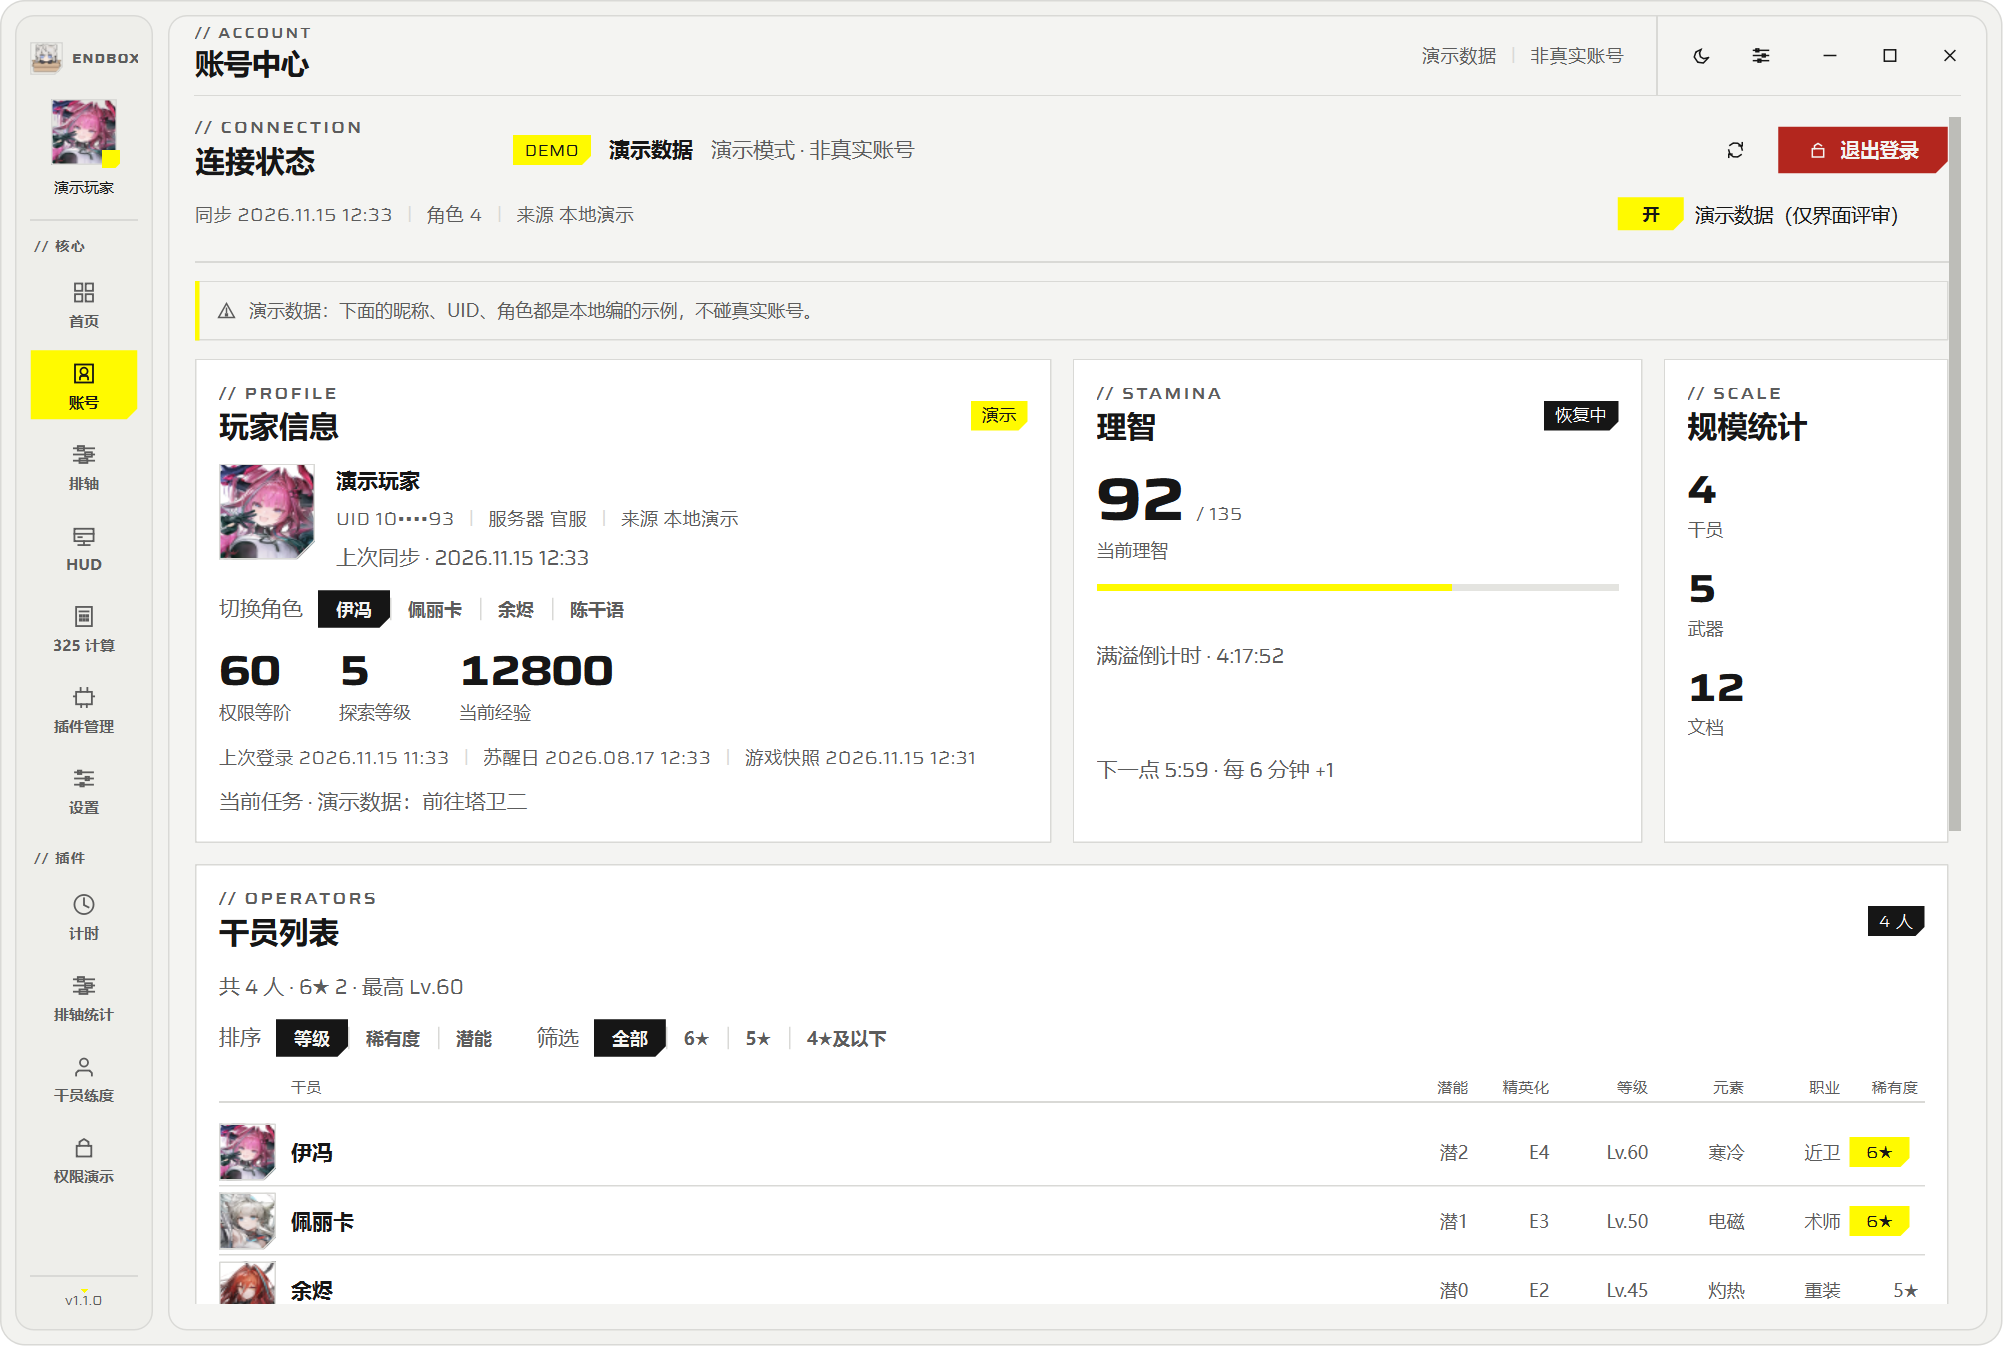 ENDBOX
演示玩家
// 核心
首页
账号
排轴
HUD
325 计算
插件管理
设置
// 插件
计时
排轴统计
干员练度
权限演示
v1.1.0
// ACCOUNT
账号中心
演示数据 非真实账号
// CONNECTION
连接状态
DEMO 演示数据 演示模式 · 非真实账号
退出登录
同步 2026.11.15 12:33 角色 4 来源 本地演示
开 演示数据（仅界面评审）
演示数据：下面的昵称、UID、角色都是本地编的示例，不碰真实账号。
// PROFILE
玩家信息
演示
演示玩家
UID 10••••93 服务器 官服 来源 本地演示
上次同步 · 2026.11.15 12:33
切换角色 伊冯 佩丽卡 余烬 陈千语
60 5 12800
权限等阶 探索等级 当前经验
上次登录 2026.11.15 11:33 苏醒日 2026.08.17 12:33 游戏快照 2026.11.15 12:31
当前任务 · 演示数据：前往塔卫二
// STAMINA
理智
恢复中
92 / 135
当前理智
满溢倒计时 · 4:17:52
下一点 5:59 · 每 6 分钟 +1
// SCALE
规模统计
4
干员
5
武器
12
文档
// OPERATORS
干员列表
4 人
共 4 人 · 6★ 2 · 最高 Lv.60
排序 等级 稀有度 潜能 筛选 全部 6★ 5★ 4★及以下
干员 潜能 精英化 等级 元素 职业 稀有度
伊冯 潜2 E4 Lv.60 寒冷 近卫 6★
佩丽卡 潜1 E3 Lv.50 电磁 术师 6★
余烬 潜0 E2 Lv.45 灼热 重装 5★